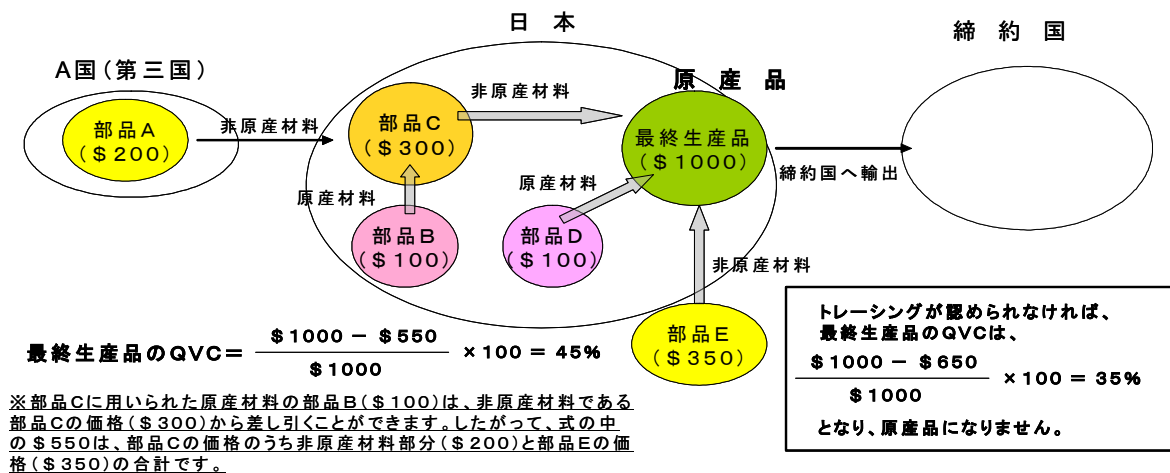 日 本
締 約 国
A国(第三国)
部品A
($200)
非原産材料
部品C
($300)
非原産材料
原 産 品
最終生産品
($1000)
締約国へ輸出
原産材料
部品B
($100)
原産材料
部品D
($100)
非原産材料
部品E
($350)
最終生産品のQVC= $1000 - $550 ×100 = 45%
$1000
※部品Cに用いられた原産材料の部品B($100)は、非原産材料である
部品Cの価格($300)から差し引くことができます。したがって、式の中
の$550は、部品Cの価格のうち非原産材料部分($200)と部品Eの価
格($350)の合計です。
トレーシングが認められなければ、
最終生産品のQVCは、
$1000 - $650 ×100 = 35%
$1000
となり、原産品になりません。